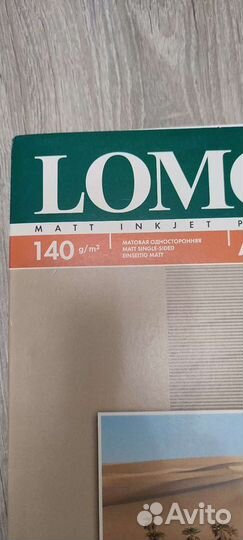 LOMO
MATT INKJET P
140 g/m²
МАТОВАЯ ОДНОСТОРОННЯЯ
MATT SINGLE-SIDED
EINSEITIG MATT
A
Avito